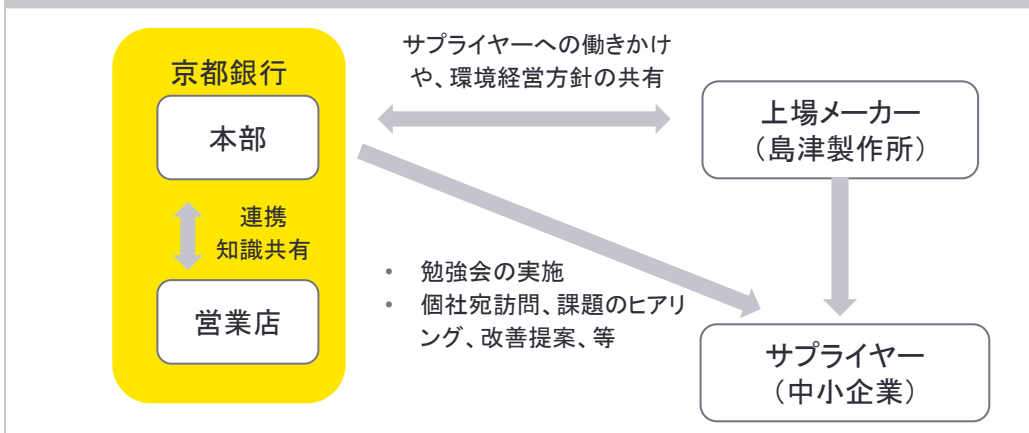 京都銀行
本部
連携
知識共有
営業店
サプライヤーへの働きかけ
や、環境経営方針の共有
上場メーカー
（島津製作所）
• 勉強会の実施
• 個社宛訪問、課題のヒアリ
ング、改善提案、等
サプライヤー
（中小企業）